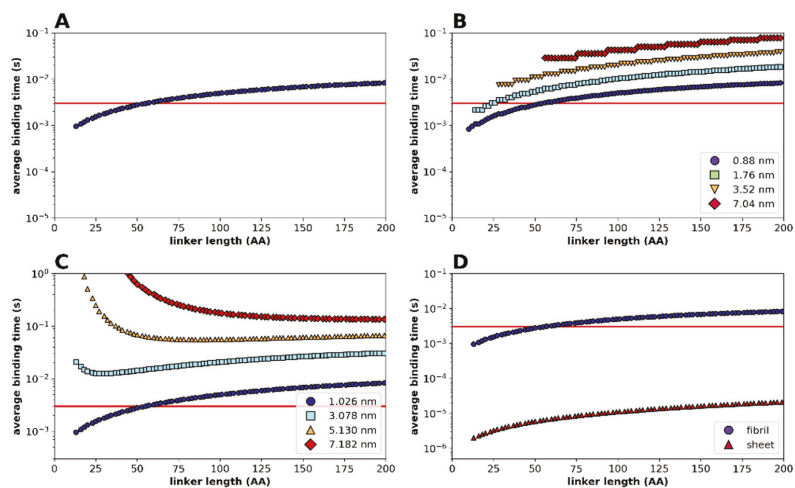 A
average binding time (s)
10⁻¹
10⁻²
10⁻³
10⁻⁴
10⁻⁵
0 25 50 75 100 125 150 175 200
linker length (AA)
B
average binding time (s)
10⁻¹
10⁻²
10⁻³
10⁻⁴
10⁻⁵
0.88 nm
1.76 nm
3.52 nm
7.04 nm
0 25 50 75 100 125 150 175 200
linker length (AA)
C
average binding time (s)
10⁰
10⁻¹
10⁻²
10⁻³
1.026 nm
3.078 nm
5.130 nm
7.182 nm
0 25 50 75 100 125 150 175 200
linker length (AA)
D
average binding time (s)
10⁻¹
10⁻²
10⁻³
10⁻⁴
10⁻⁵
10⁻⁶
fibril
sheet
0 25 50 75 100 125 150 175 200
linker length (AA)